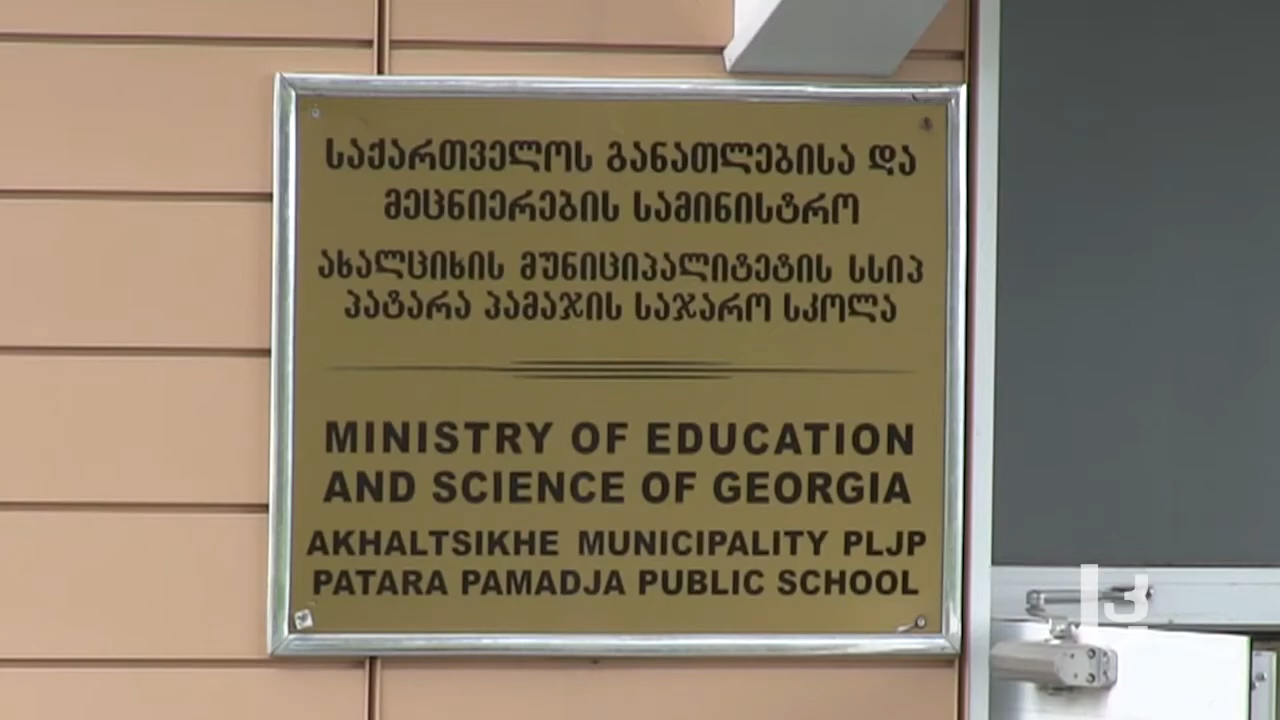 საქართველოს განათლებისა და
მეცნიერების სამინისტრო
ახალციხის მუნიციპალიტეტის სსიპ
პატარა პამაჯის საჯარო სკოლა
MINISTRY OF EDUCATION
AND SCIENCE OF GEORGIA
AKHALTSIKHE MUNICIPALITY PLJP
PATARA PAMADJA PUBLIC SCHOOL